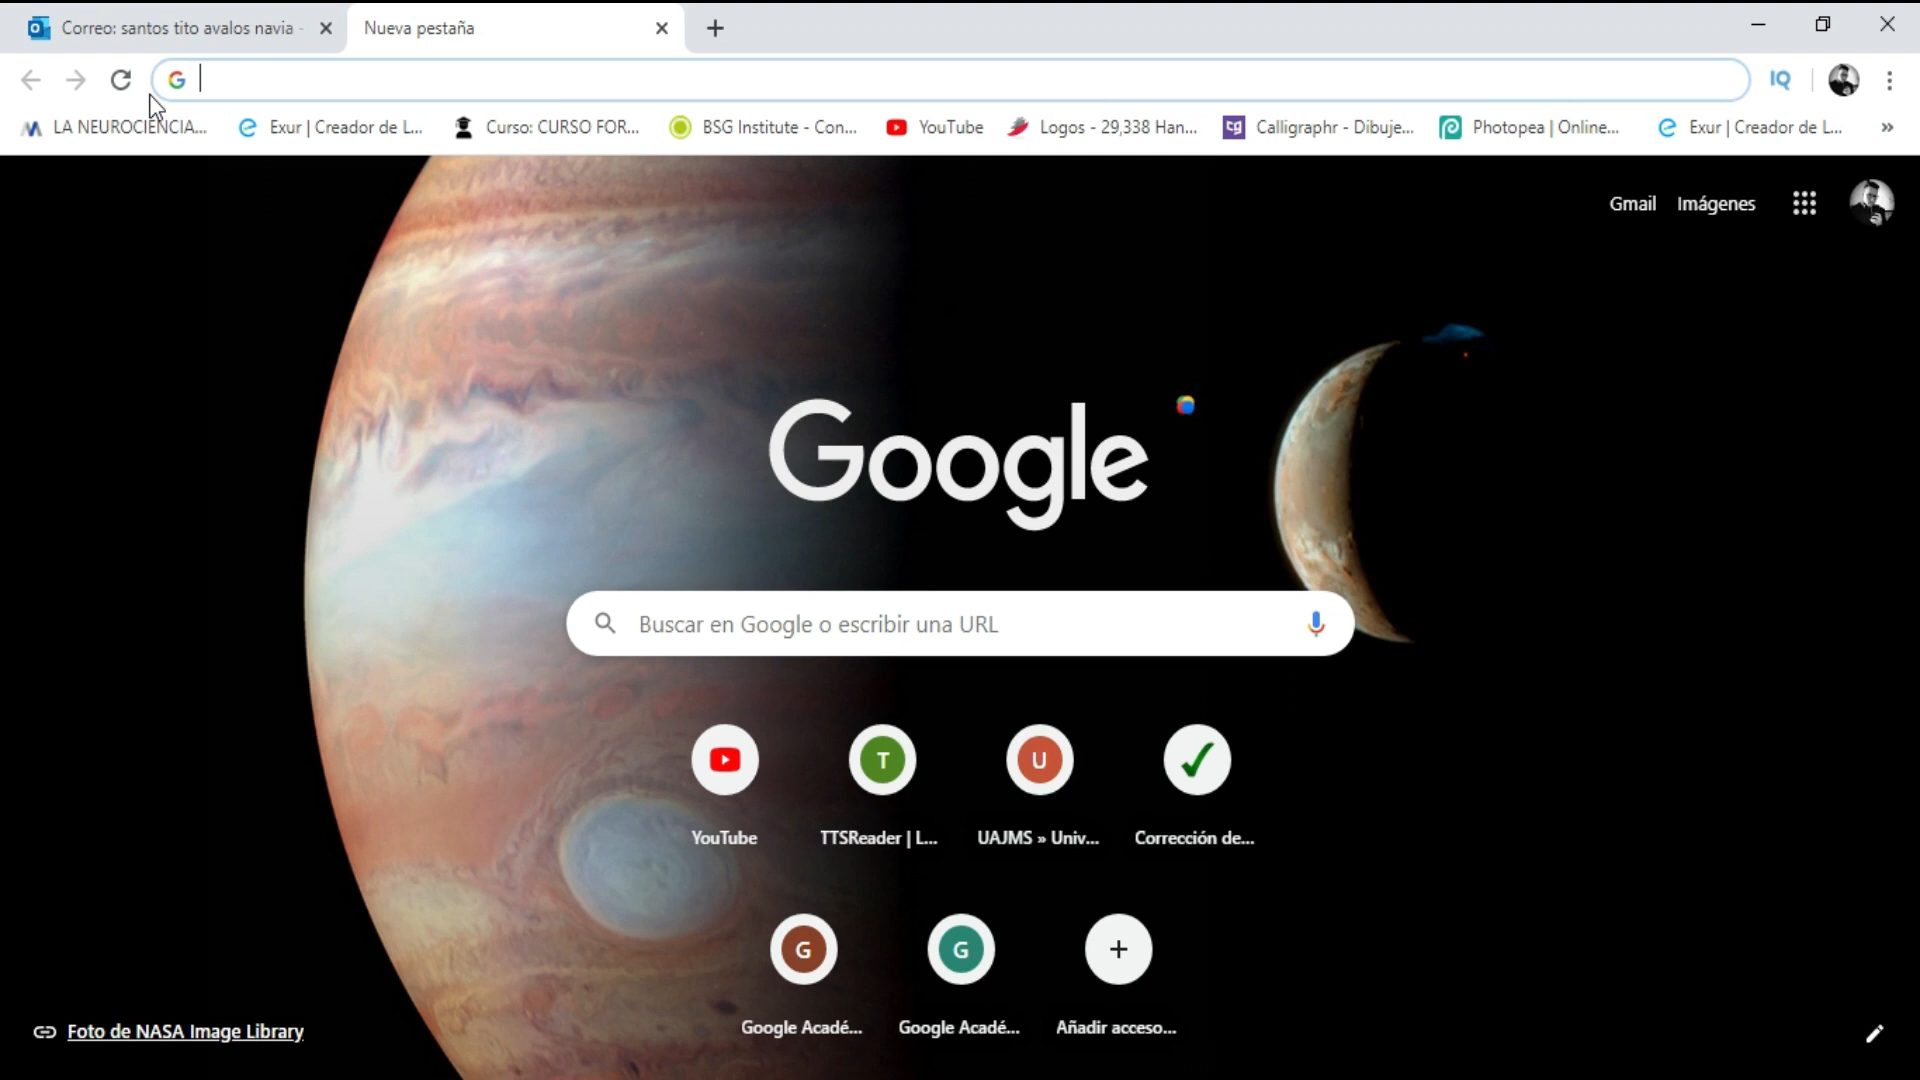 Correo: santos tito avalos navia -
Nueva pestaña
IQ
LA NEUROCIENCIA...
Exur | Creador de L...
Curso: CURSO FOR...
BSG Institute - Con...
YouTube
Logos - 29,338 Han...
Calligraphr - Dibuje...
Photopea | Online...
Exur | Creador de L...
»
Gmail
Imágenes
Google
Buscar en Google o escribir una URL
T
U
YouTube
TTSReader | L...
UAJMS » Univ...
Corrección de...
G
G
Google Acadé...
Google Acadé...
Añadir acceso...
Foto de NASA Image Library